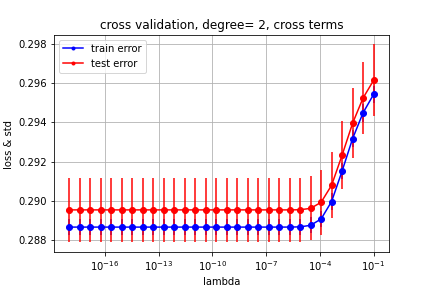 cross validation, degree= 2, cross terms
train error
test error
loss & std
0.298
0.296
0.294
0.292
0.290
0.288
10⁻¹⁶
10⁻¹³
10⁻¹⁰
10⁻⁷
10⁻⁴
10⁻¹
lambda